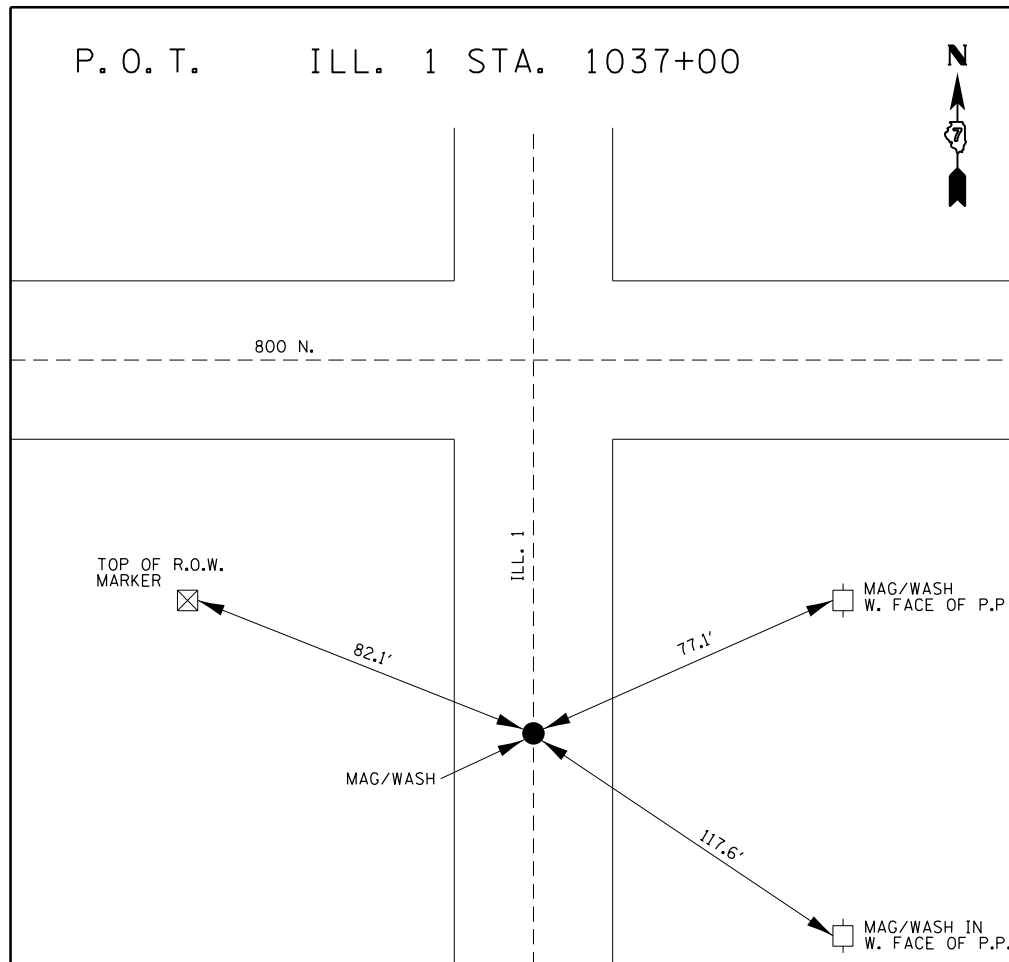 P.O.T. ILL. 1 STA. 1037+00
N
7
800 N.
ILL. 1
TOP OF R.O.W.
MARKER
MAG/WASH
W. FACE OF P.P
82.1'
77.1'
MAG/WASH
117.6'
MAG/WASH IN
W. FACE OF P.P.